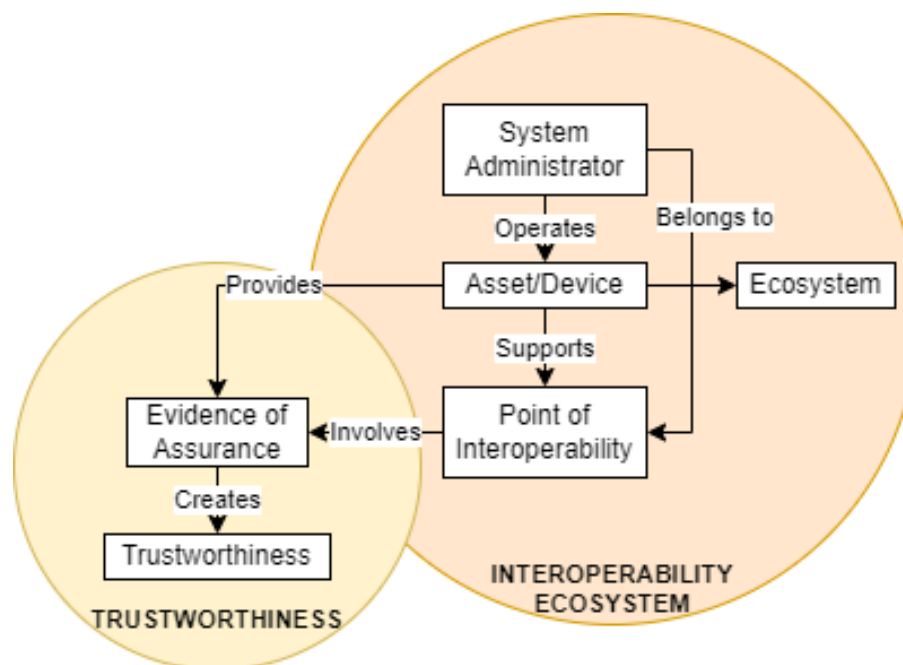 System
Administrator
Operates
Belongs to
Provides
Asset/Device
Ecosystem
Supports
Evidence of
Assurance
Involves
Point of
Interoperability
Creates
Trustworthiness
INTEROPERABILITY
ECOSYSTEM
TRUSTWORTHINESS